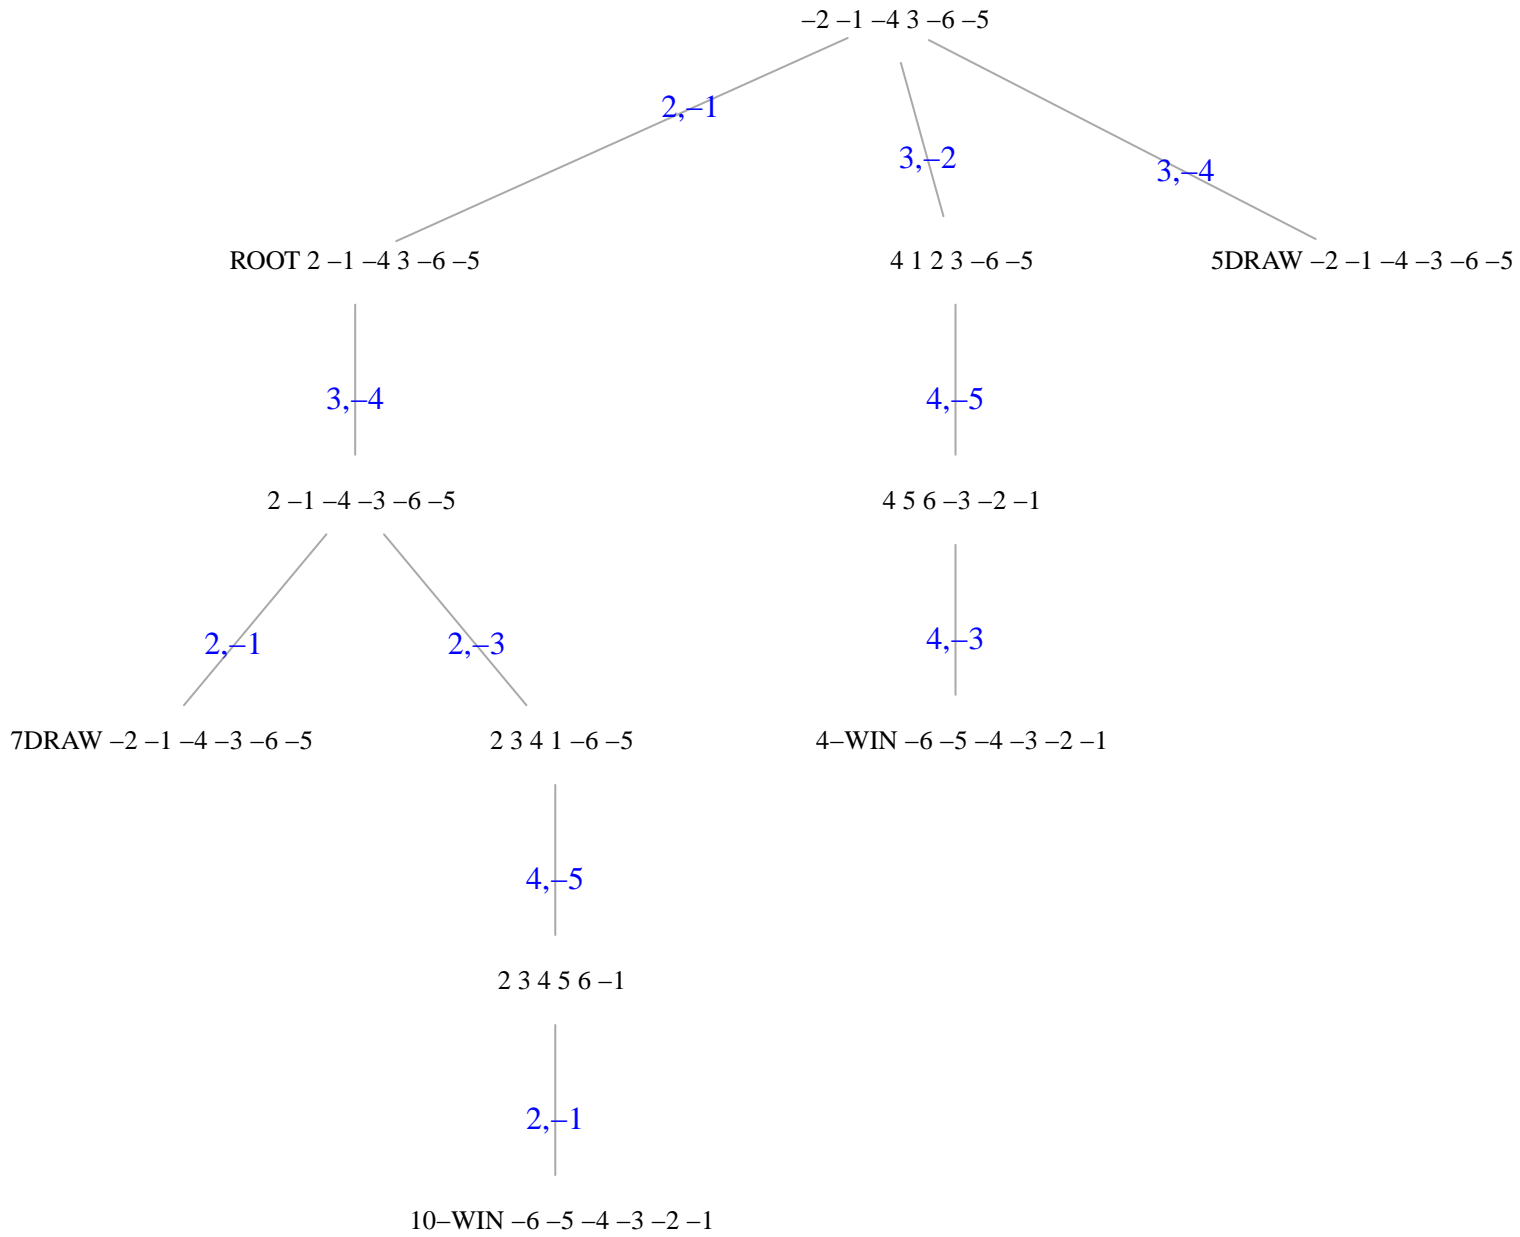 –2 –1 –4 3 –6 –5
2,–1
3,–2
3,–4
ROOT 2 –1 –4 3 –6 –5
4 1 2 3 –6 –5
5DRAW –2 –1 –4 –3 –6 –5
3,–4
4,–5
2 –1 –4 –3 –6 –5
4 5 6 –3 –2 –1
2,–1
2,–3
4,–3
7DRAW –2 –1 –4 –3 –6 –5
2 3 4 1 –6 –5
4–WIN –6 –5 –4 –3 –2 –1
4,–5
2 3 4 5 6 –1
2,–1
10–WIN –6 –5 –4 –3 –2 –1